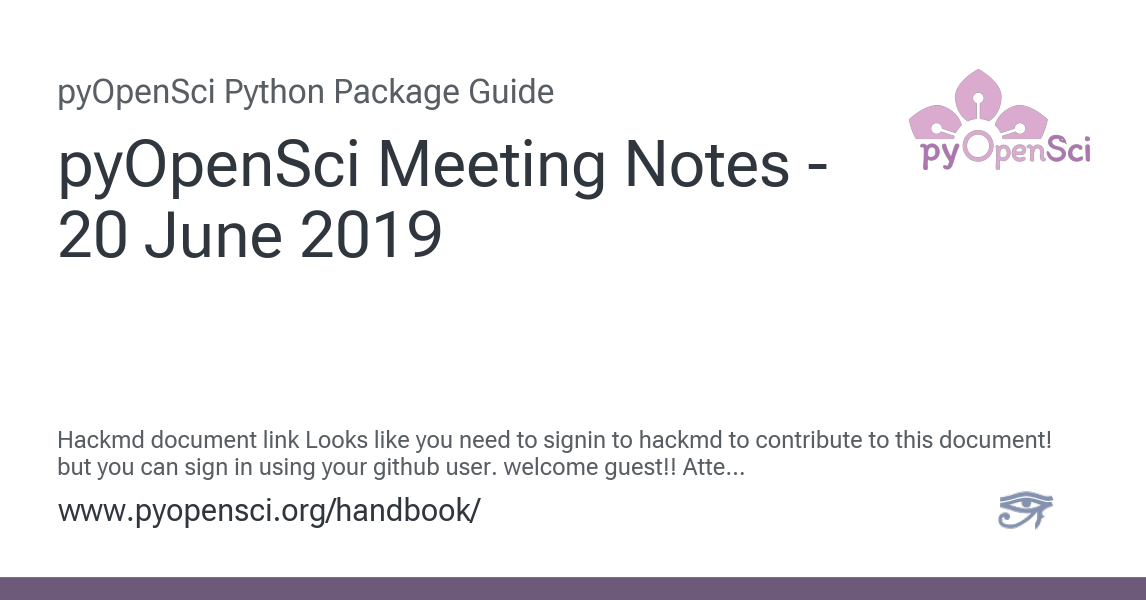 pyOpenSci Python Package Guide
pyOpenSci Meeting Notes -
20 June 2019
pyOpenSci
Hackmd document link Looks like you need to signin to hackmd to contribute to this document!
but you can sign in using your github user. welcome guest!! Atte...
www.pyopensci.org/handbook/